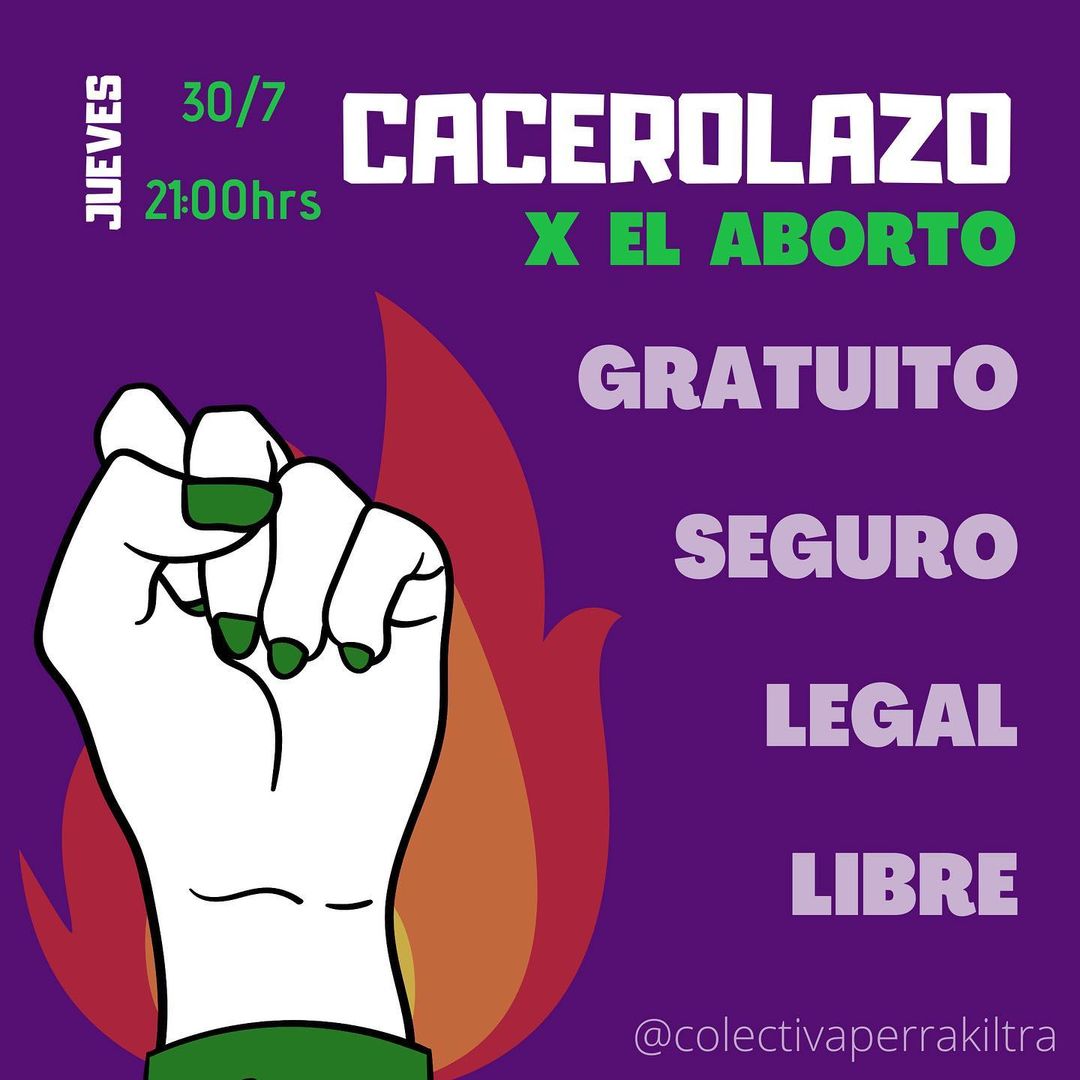 JUEVES
30/7
21:00hrs
CACEROLAZO
X EL ABORTO
GRATUITO
SEGURO
LEGAL
LIBRE
@colectivaperrakiltra